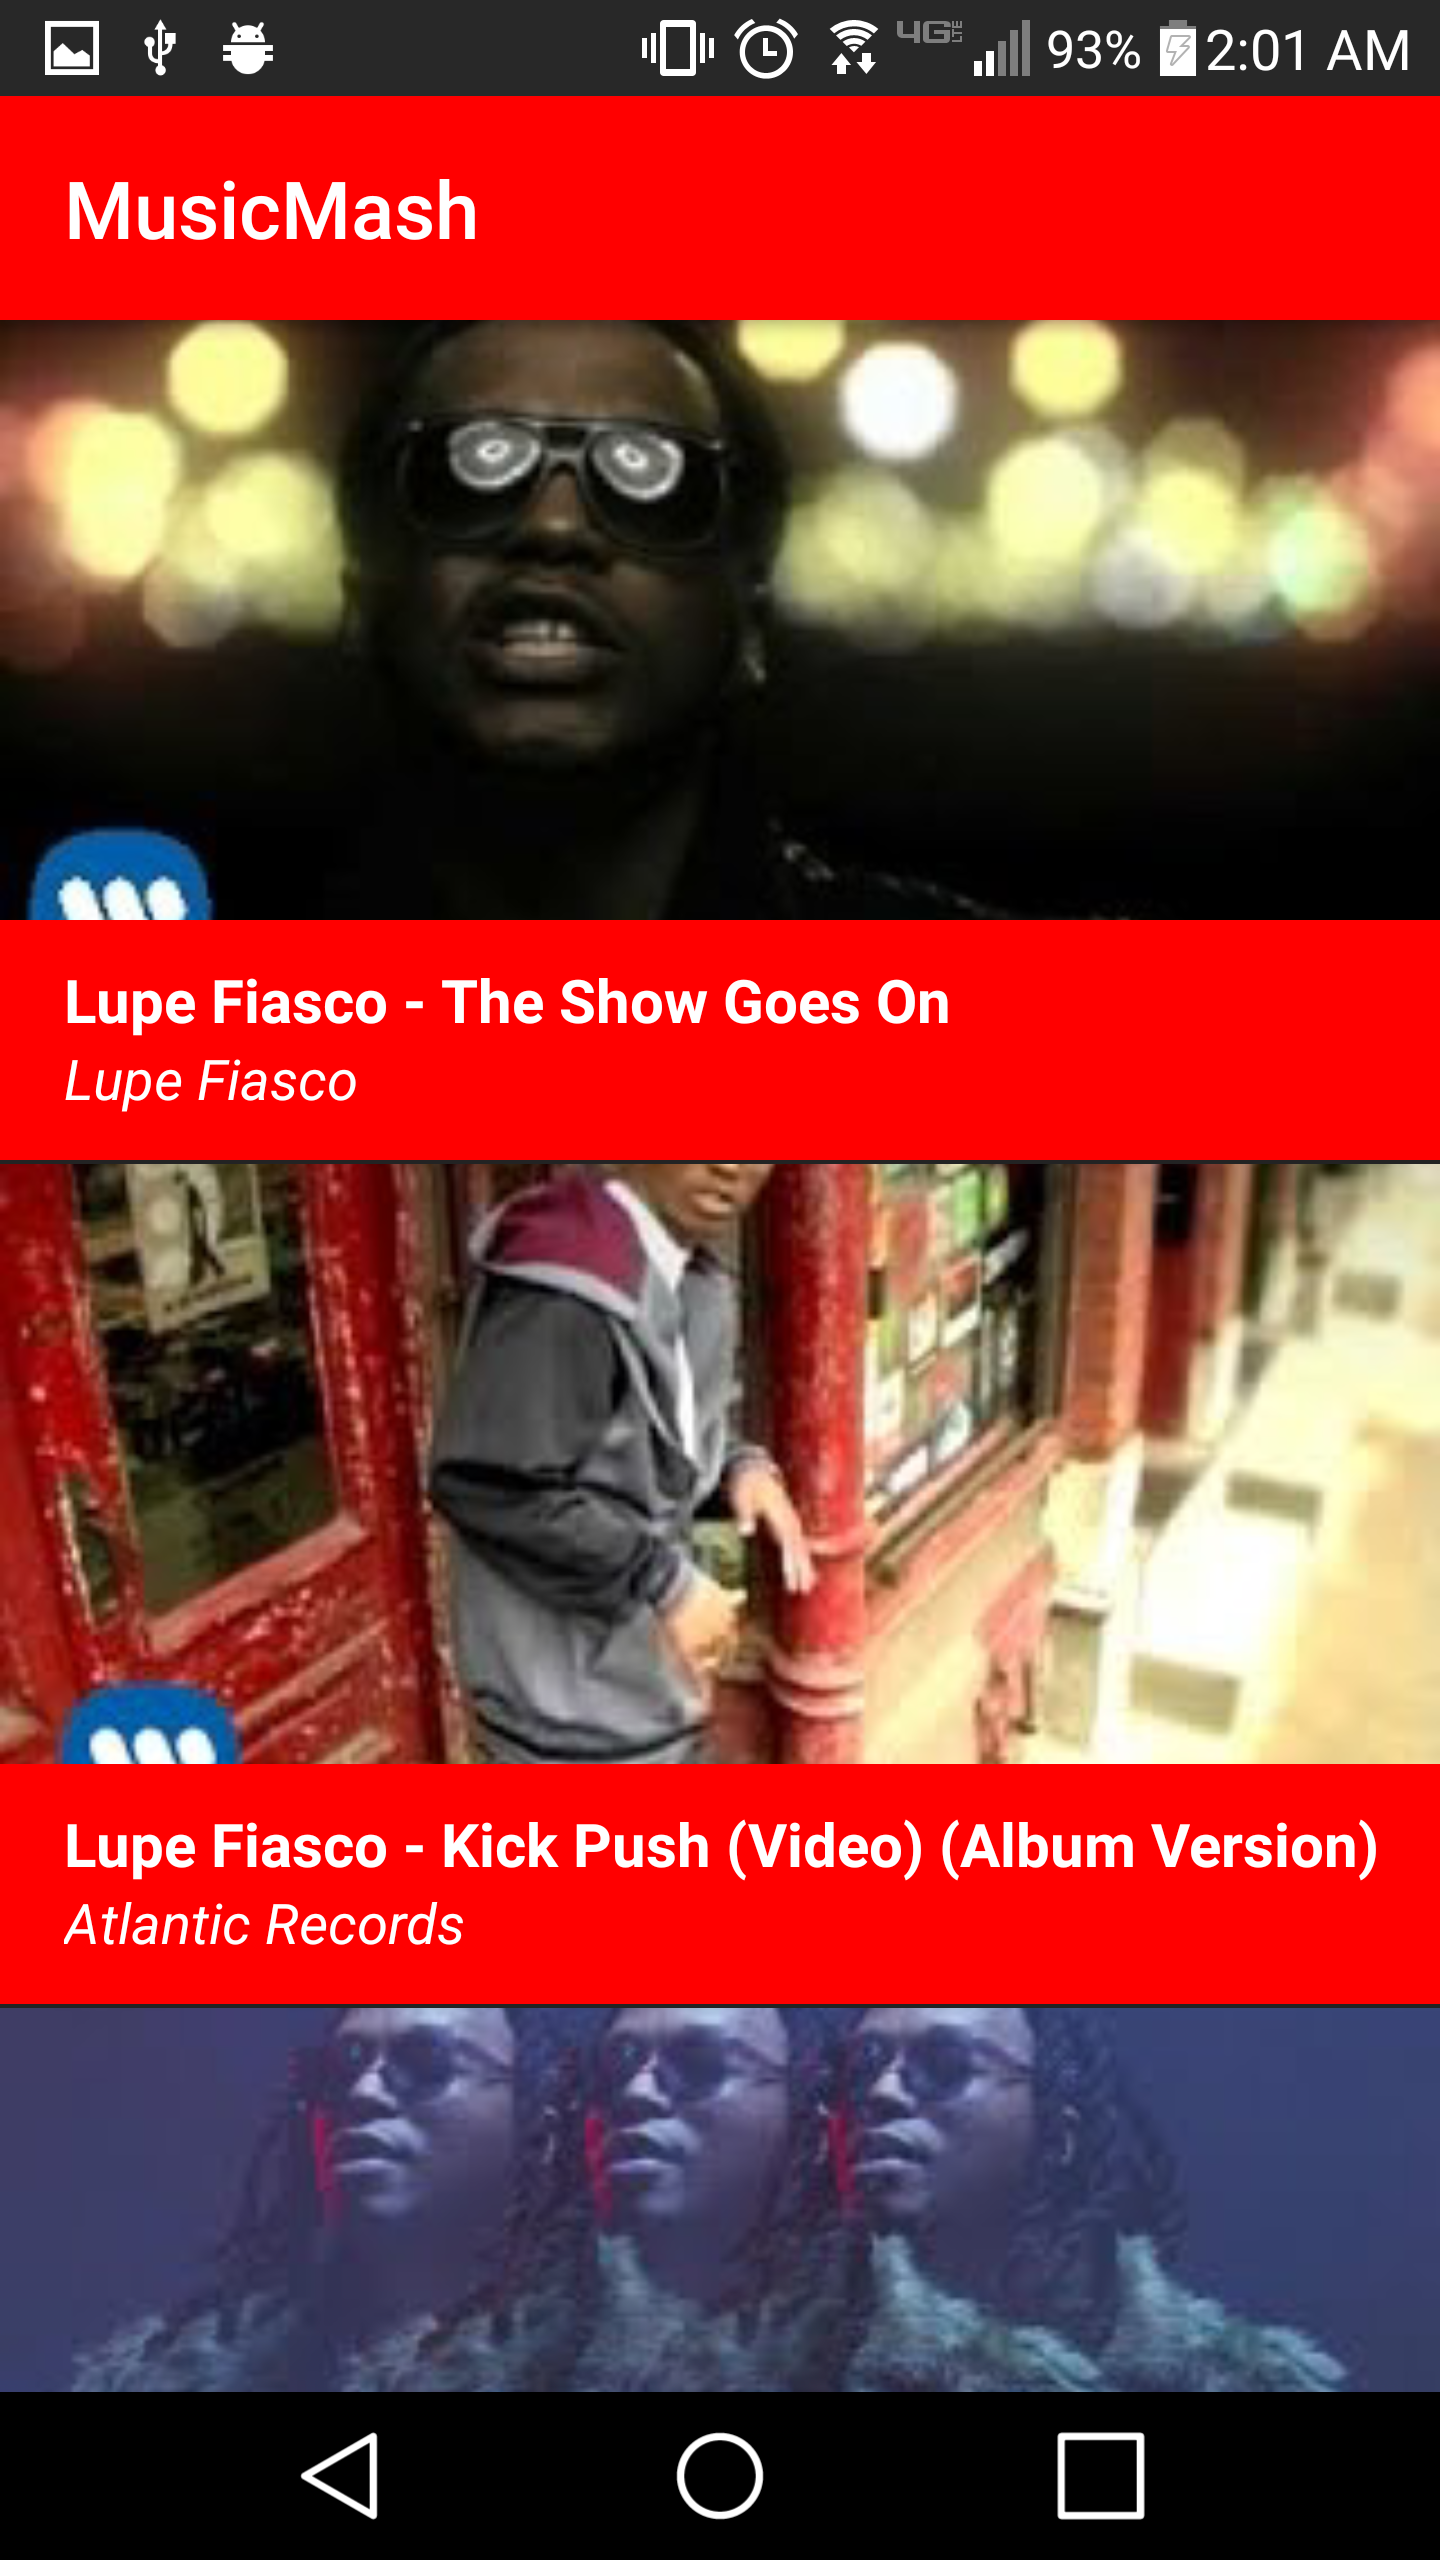 4G LTE 93% 2:01 AM
MusicMash
Lupe Fiasco - The Show Goes On
Lupe Fiasco
Lupe Fiasco - Kick Push (Video) (Album Version)
Atlantic Records